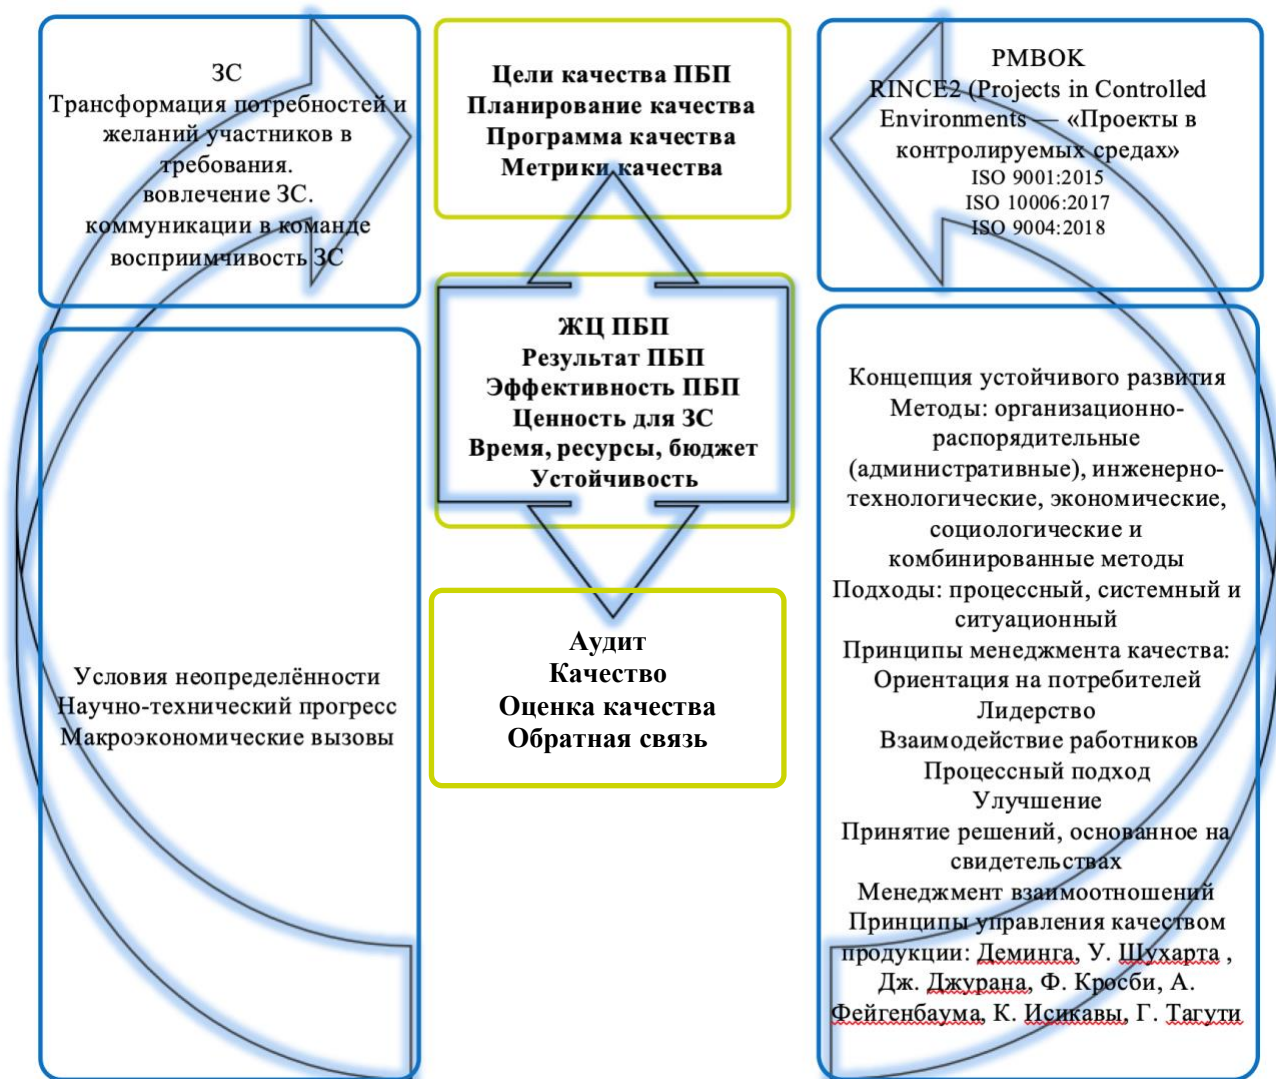 ЗС
Трансформация потребностей и
желаний участников в
требования.
вовлечение ЗС.
коммуникации в команде
восприимчивость ЗС
Условия неопределённости
Научно-технический прогресс
Макроэкономические вызовы
Цели качества ПБП
Планирование качества
Программа качества
Метрики качества
ЖЦ ПБП
Результат ПБП
Эффективность ПБП
Ценность для ЗС
Время, ресурсы, бюджет
Устойчивость
Аудит
Качество
Оценка качества
Обратная связь
PMBOK
RINCE2 (Projects in Controlled
Environments — «Проекты в
контролируемых средах»
ISO 9001:2015
ISO 10006:2017
ISO 9004:2018
Концепция устойчивого развития
Методы: организационно-
распорядительные
(административные), инженерно-
технологические, экономические,
социологические и
комбинированные методы
Подходы: процессный, системный и
ситуационный
Принципы менеджмента качества:
Ориентация на потребителей
Лидерство
Взаимодействие работников
Процессный подход
Улучшение
Принятие решений, основанное на
свидетельствах
Менеджмент взаимоотношений
Принципы управления качеством
продукции: Деминга, У. Шухарта ,
Дж. Джурана, Ф. Кросби, А.
Фейгенбаума, К. Исикавы, Г. Тагути